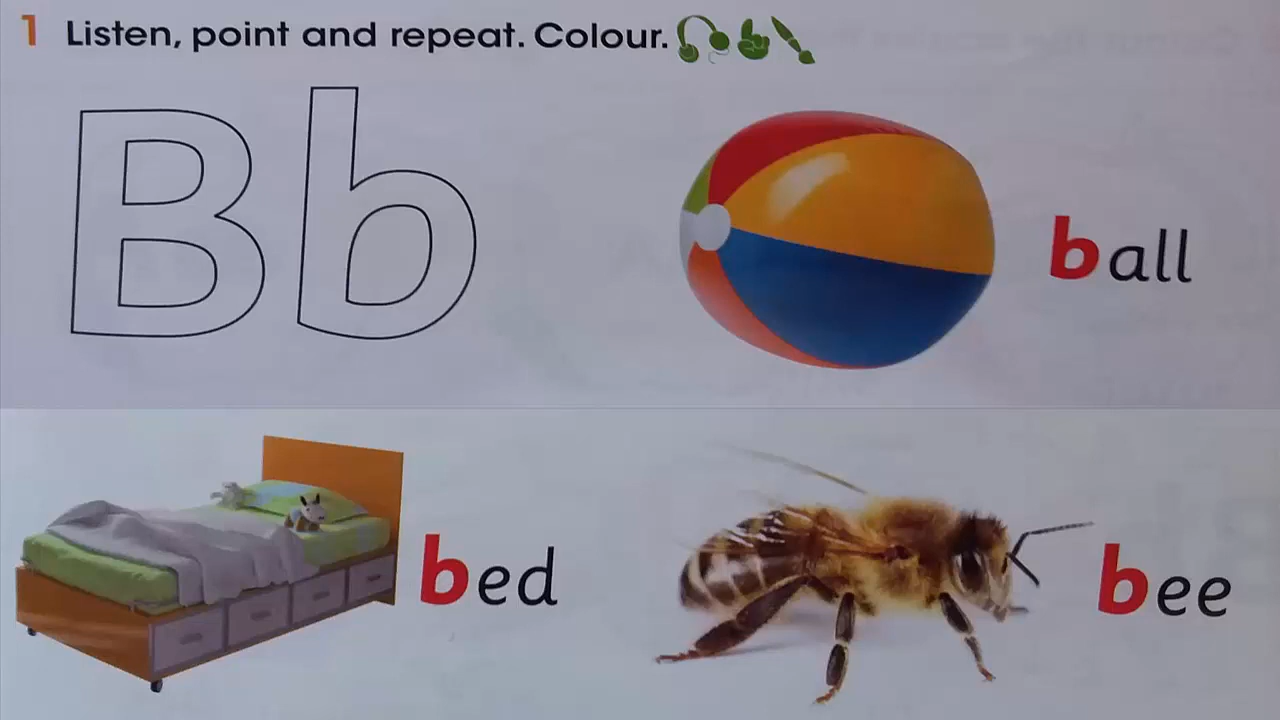 1 Listen, point and repeat. Colour.
Bb
ball
bed
bee